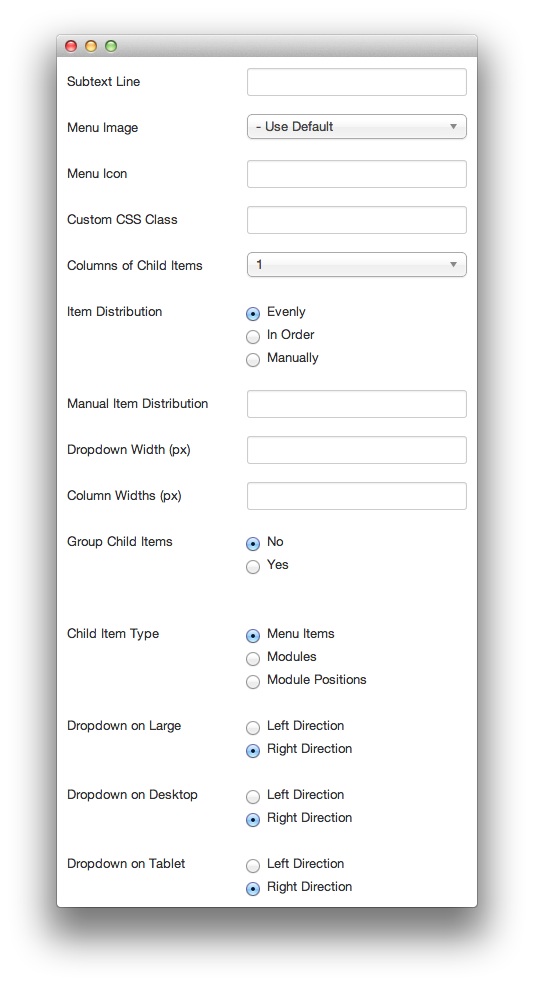 Subtext Line
Menu Image - Use Default
Menu Icon
Custom CSS Class
Columns of Child Items 1
Item Distribution Evenly
In Order
Manually
Manual Item Distribution
Dropdown Width (px)
Column Widths (px)
Group Child Items No
Yes
Child Item Type Menu Items
Modules
Module Positions
Dropdown on Large Left Direction
Right Direction
Dropdown on Desktop Left Direction
Right Direction
Dropdown on Tablet Left Direction
Right Direction